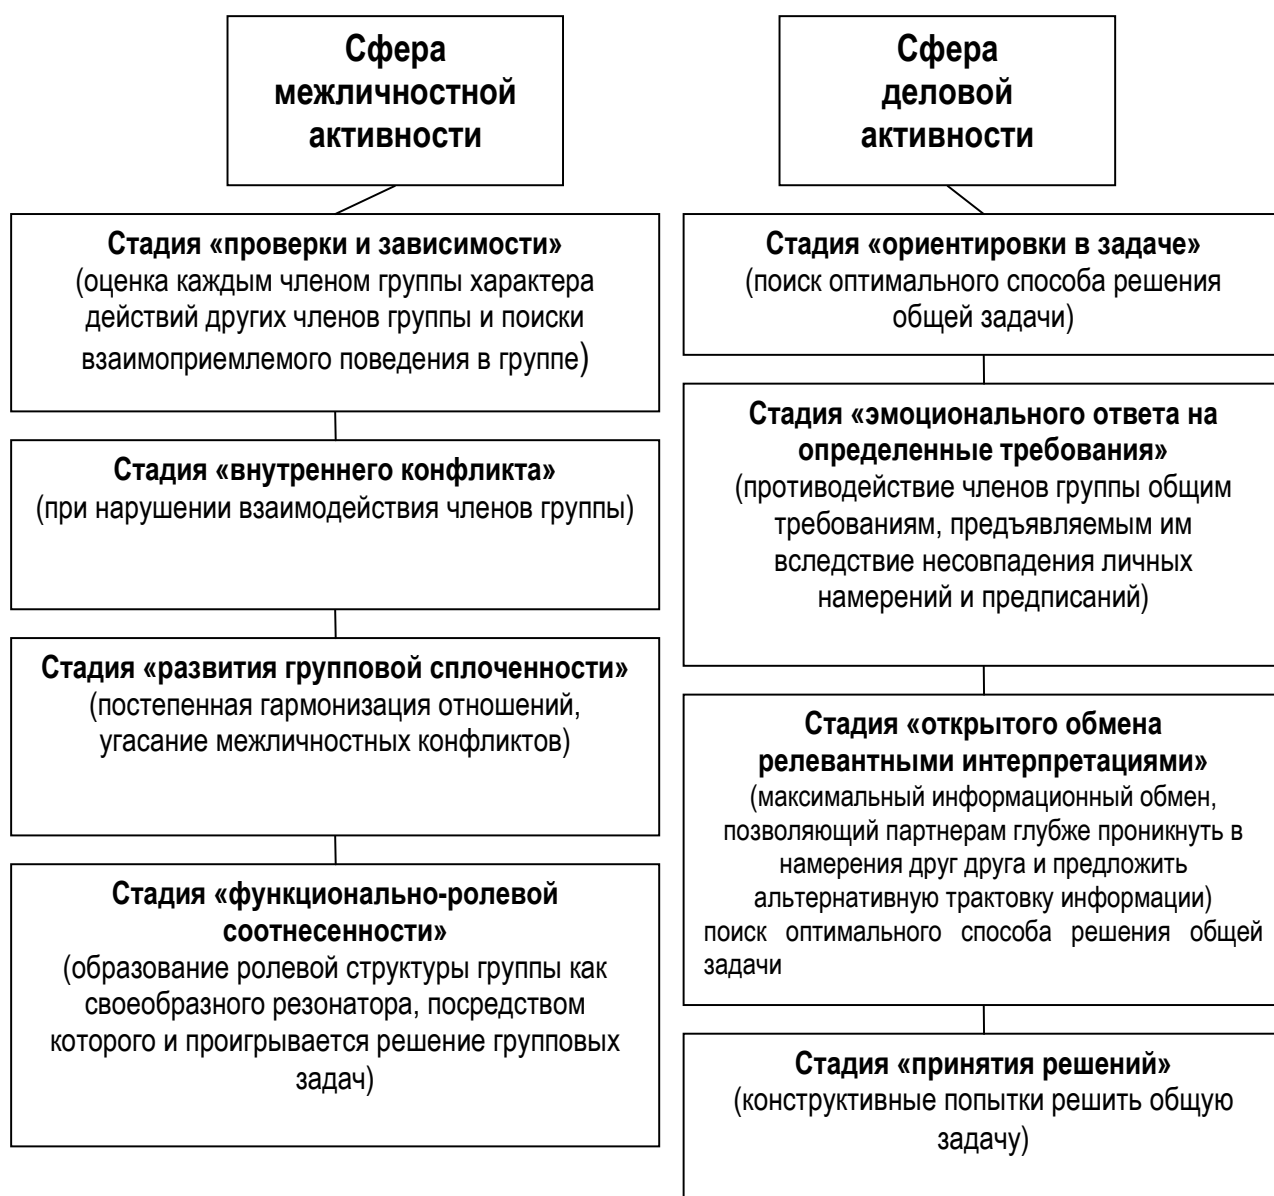 Сфера
межличностной
активности
Стадия «проверки и зависимости»
(оценка каждым членом группы характера
действий других членов группы и поиски
взаимоприемлемого поведения в группе)
Стадия «внутреннего конфликта»
(при нарушении взаимодействия членов группы)
Стадия «развития групповой сплоченности»
(постепенная гармонизация отношений,
угасание межличностных конфликтов)
Стадия «функционально-ролевой
соотнесенности»
(образование ролевой структуры группы как
своеобразного резонатора, посредством
которого и проигрывается решение групповых
задач)
Сфера
деловой
активности
Стадия «ориентировки в задаче»
(поиск оптимального способа решения
общей задачи)
Стадия «эмоционального ответа на
определенные требования»
(противодействие членов группы общим
требованиям, предъявляемым им
вследствие несовпадения личных
намерений и предписаний)
Стадия «открытого обмена
релевантными интерпретациями»
(максимальный информационный обмен,
позволяющий партнерам глубже проникнуть в
намерения друг друга и предложить
альтернативную трактовку информации)
поиск оптимального способа решения общей
задачи
Стадия «принятия решений»
(конструктивные попытки решить общую
задачу)